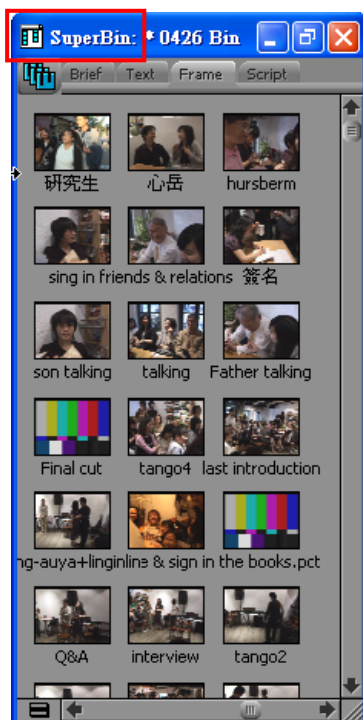 SuperBin: * 0426 Bin
Brief Text Frame Script
研究生 心岳 hursberm
sing in friends & relations 簽名
son talking talking Father talking
Final cut tango4 last introduction
ng-auya+linginline & sign in the books.pct
Q&A interview tango2